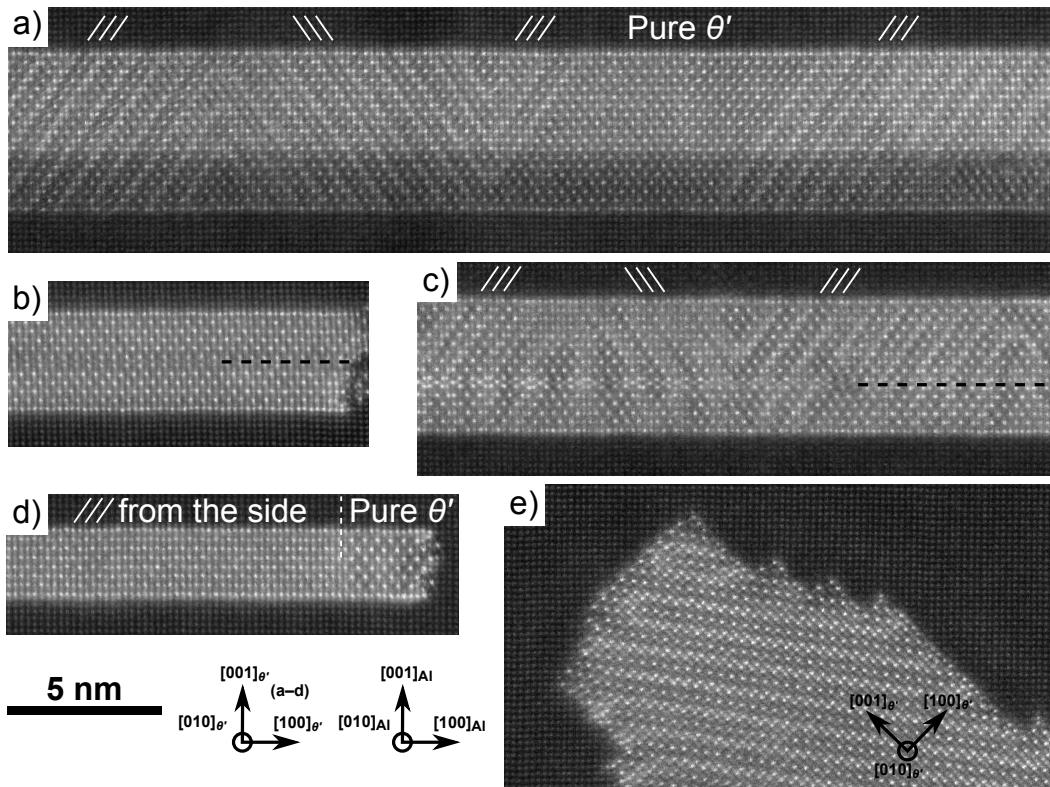 a)
/// \\\ /// Pure θ′ ///
b)
c)
/// \\\ ///
d)
/// from the side Pure θ′
e)
5 nm
[001]θ′ (a–d)
[010]θ′ [100]θ′
[001]Al
[010]Al [100]Al
[001]θ′ [100]θ′
[010]θ′